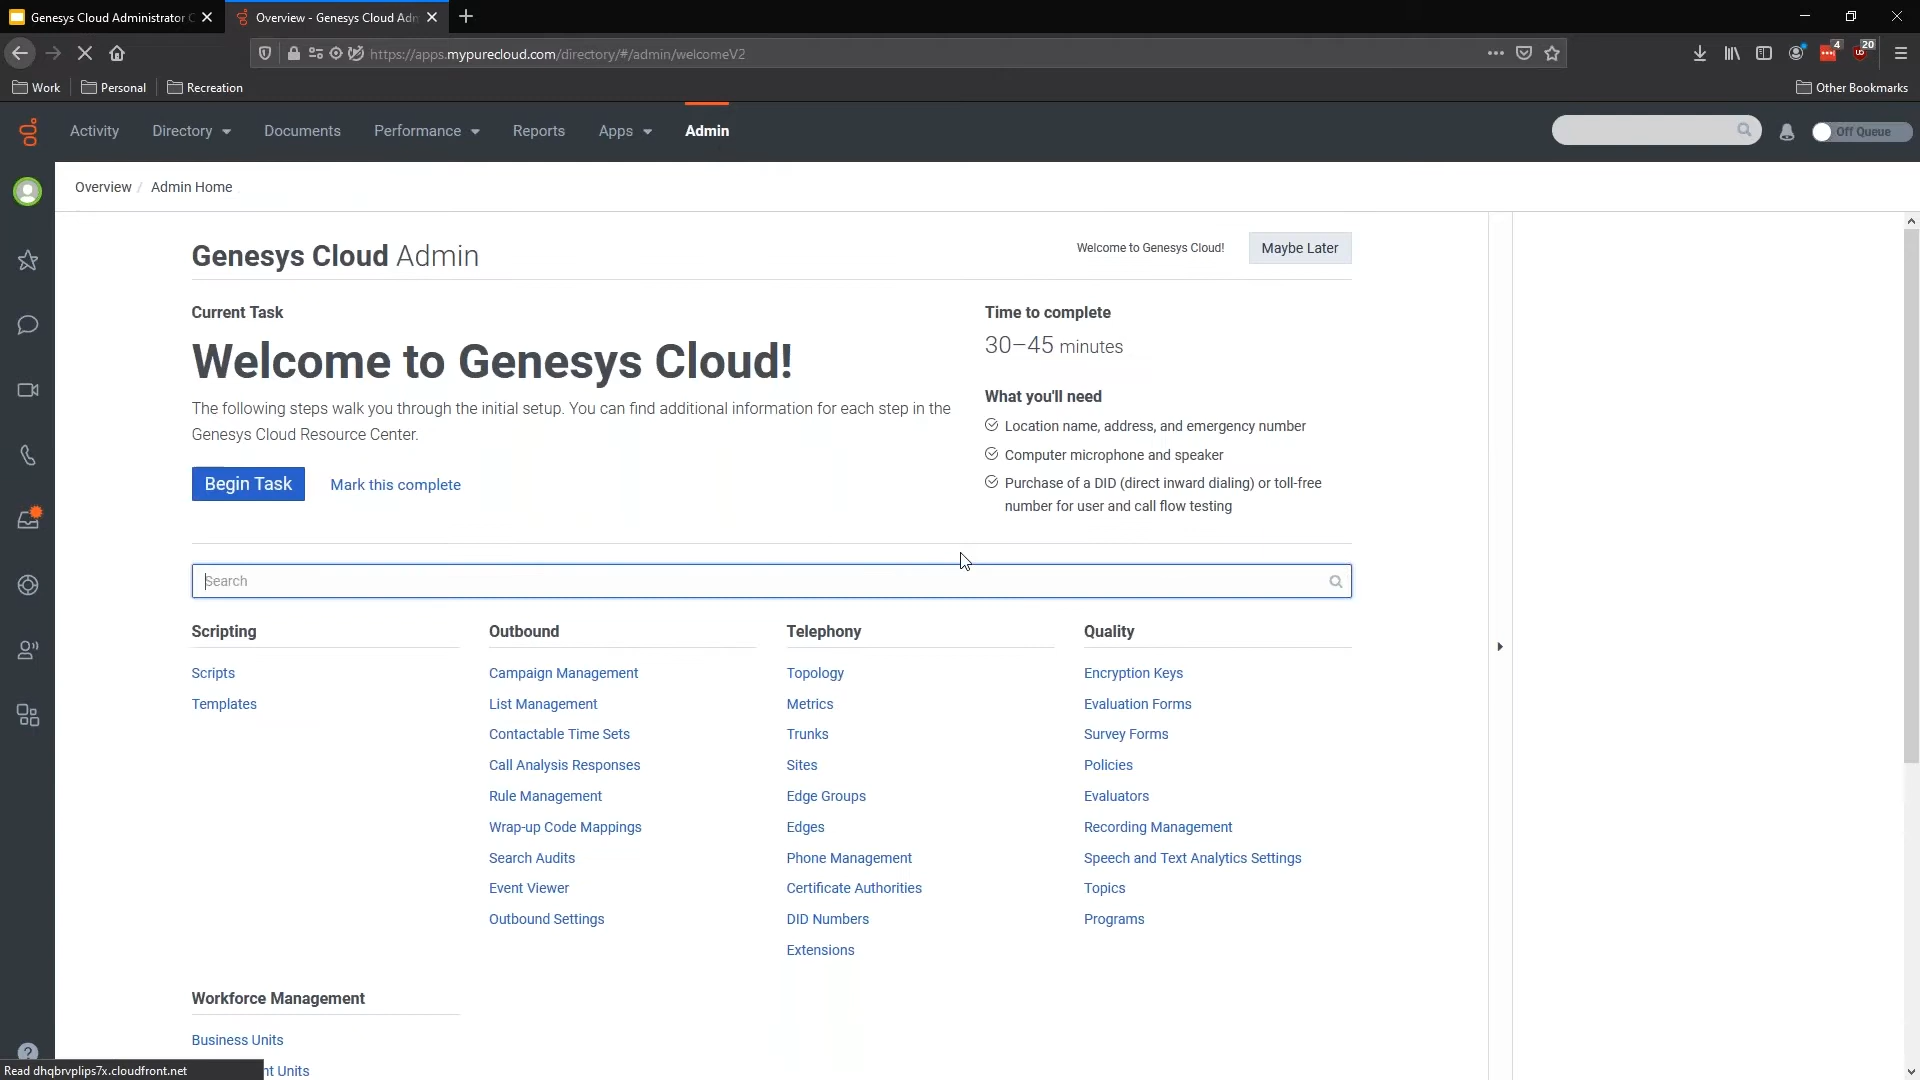 Genesys Cloud Administrator C
Overview - Genesys Cloud Adm
https://apps.mypurecloud.com/directory/#/admin/welcomeV2
4
20
Work
Personal
Recreation
Other Bookmarks
Activity
Directory
Documents
Performance
Reports
Apps
Admin
Off Queue
Overview / Admin Home
Genesys Cloud Admin
Welcome to Genesys Cloud!
Maybe Later
Current Task
Welcome to Genesys Cloud!
The following steps walk you through the initial setup. You can find additional information for each step in the
Genesys Cloud Resource Center.
Begin Task
Mark this complete
Time to complete
30–45 minutes
What you'll need
Location name, address, and emergency number
Computer microphone and speaker
Purchase of a DID (direct inward dialing) or toll-free
number for user and call flow testing
Search
Scripting
Scripts
Templates
Outbound
Campaign Management
List Management
Contactable Time Sets
Call Analysis Responses
Rule Management
Wrap-up Code Mappings
Search Audits
Event Viewer
Outbound Settings
Telephony
Topology
Metrics
Trunks
Sites
Edge Groups
Edges
Phone Management
Certificate Authorities
DID Numbers
Extensions
Quality
Encryption Keys
Evaluation Forms
Survey Forms
Policies
Evaluators
Recording Management
Speech and Text Analytics Settings
Topics
Programs
Workforce Management
Business Units
nt Units
Read dhqbrvplips7x.cloudfront.net